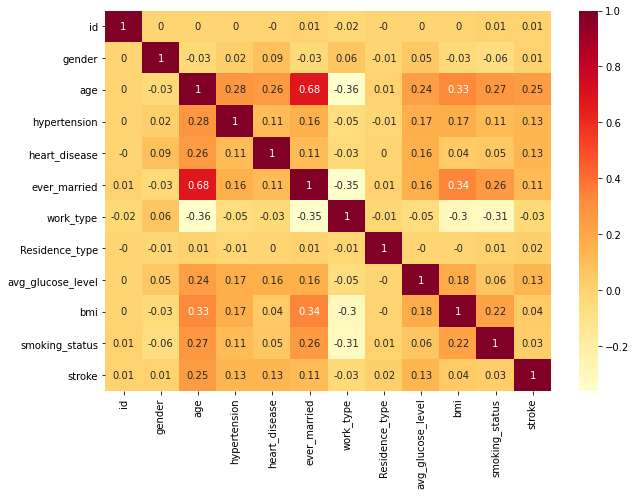 id 1 0 0 0 -0 0.01 -0.02 -0 0 0 0.01 0.01
gender 0 1 -0.03 0.02 0.09 -0.03 0.06 -0.01 0.05 -0.03 -0.06 0.01
age 0 -0.03 1 0.28 0.26 0.68 -0.36 0.01 0.24 0.33 0.27 0.25
hypertension 0 0.02 0.28 1 0.11 0.16 -0.05 -0.01 0.17 0.17 0.11 0.13
heart_disease -0 0.09 0.26 0.11 1 0.11 -0.03 0 0.16 0.04 0.05 0.13
ever_married 0.01 -0.03 0.68 0.16 0.11 1 -0.35 0.01 0.16 0.34 0.26 0.11
work_type -0.02 0.06 -0.36 -0.05 -0.03 -0.35 1 -0.01 -0.05 -0.3 -0.31 -0.03
Residence_type -0 -0.01 0.01 -0.01 0 0.01 -0.01 1 -0 -0 0.01 0.02
avg_glucose_level 0 0.05 0.24 0.17 0.16 0.16 -0.05 -0 1 0.18 0.06 0.13
bmi 0 -0.03 0.33 0.17 0.04 0.34 -0.3 -0 0.18 1 0.22 0.04
smoking_status 0.01 -0.06 0.27 0.11 0.05 0.26 -0.31 0.01 0.06 0.22 1 0.03
stroke 0.01 0.01 0.25 0.13 0.13 0.11 -0.03 0.02 0.13 0.04 0.03 1
id
gender
age
hypertension
heart_disease
ever_married
work_type
Residence_type
avg_glucose_level
bmi
smoking_status
stroke
1.0
0.8
0.6
0.4
0.2
0.0
−0.2